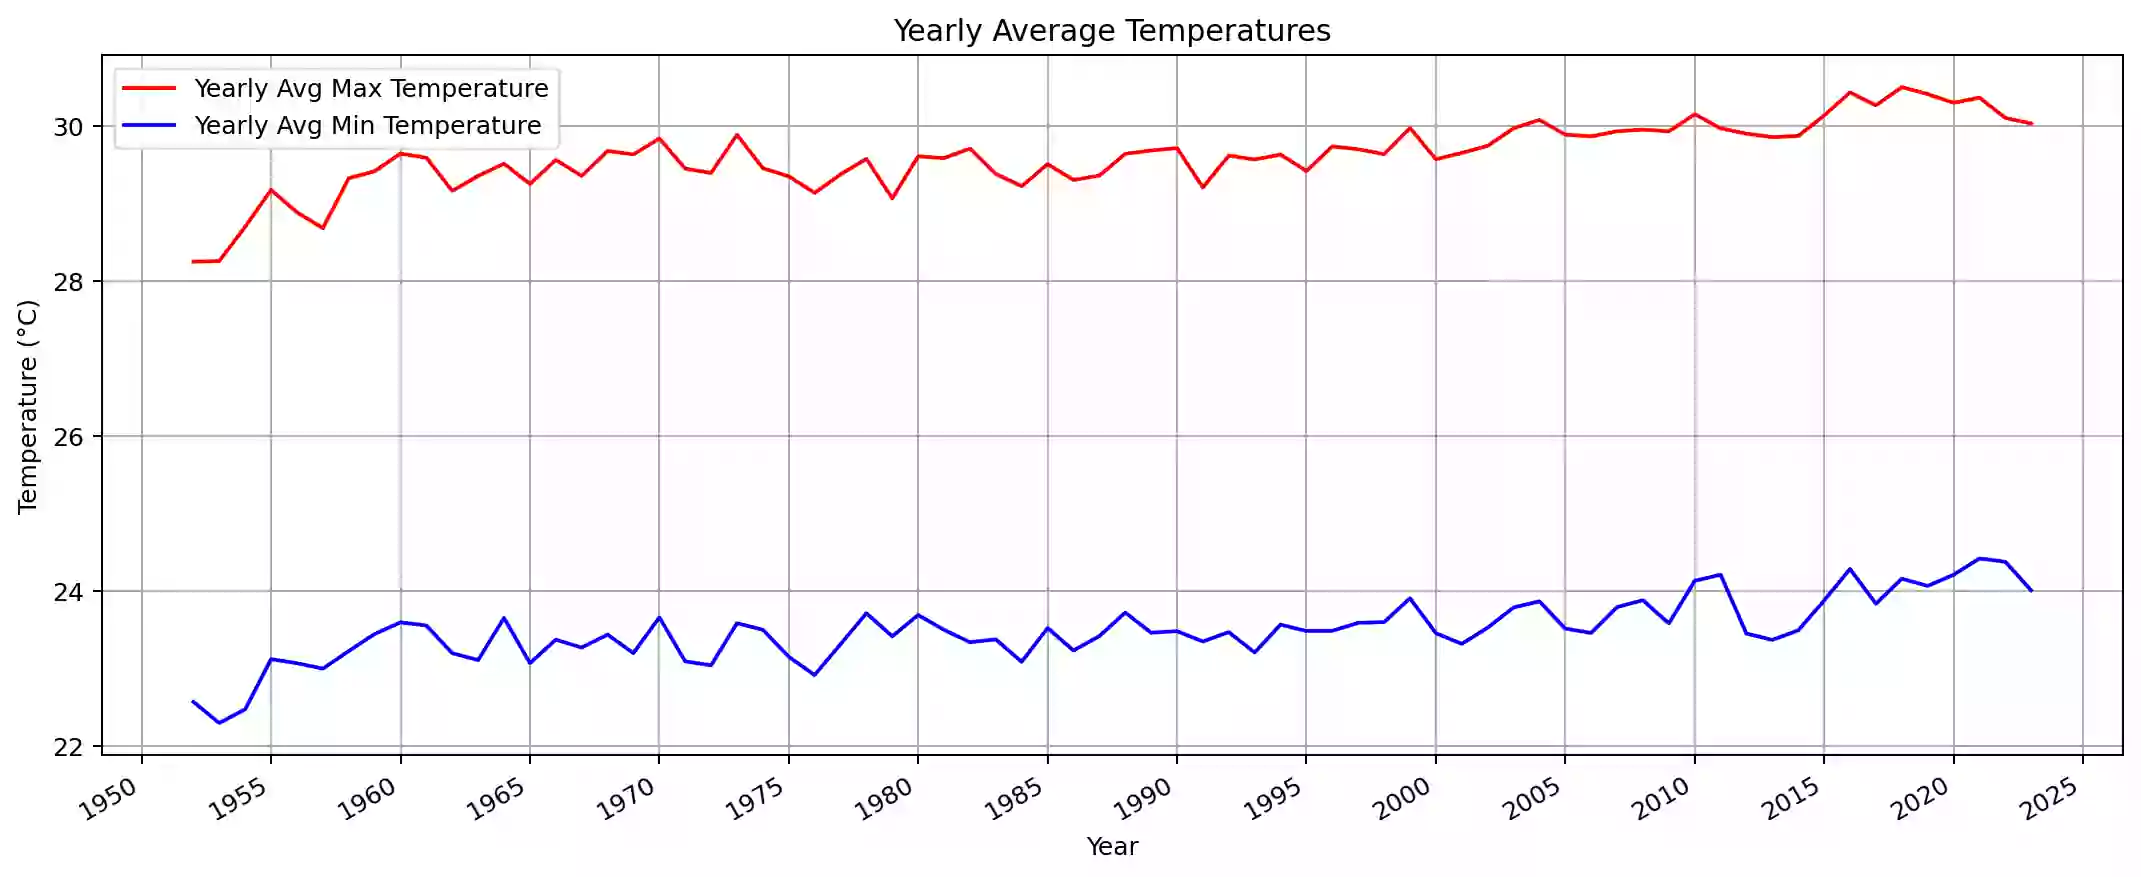 Yearly Average Temperatures
Yearly Avg Max Temperature
Yearly Avg Min Temperature
Temperature (°C)
30
28
26
24
22
1950 1955 1960 1965 1970 1975 1980 1985 1990 1995 2000 2005 2010 2015 2020 2025
Year